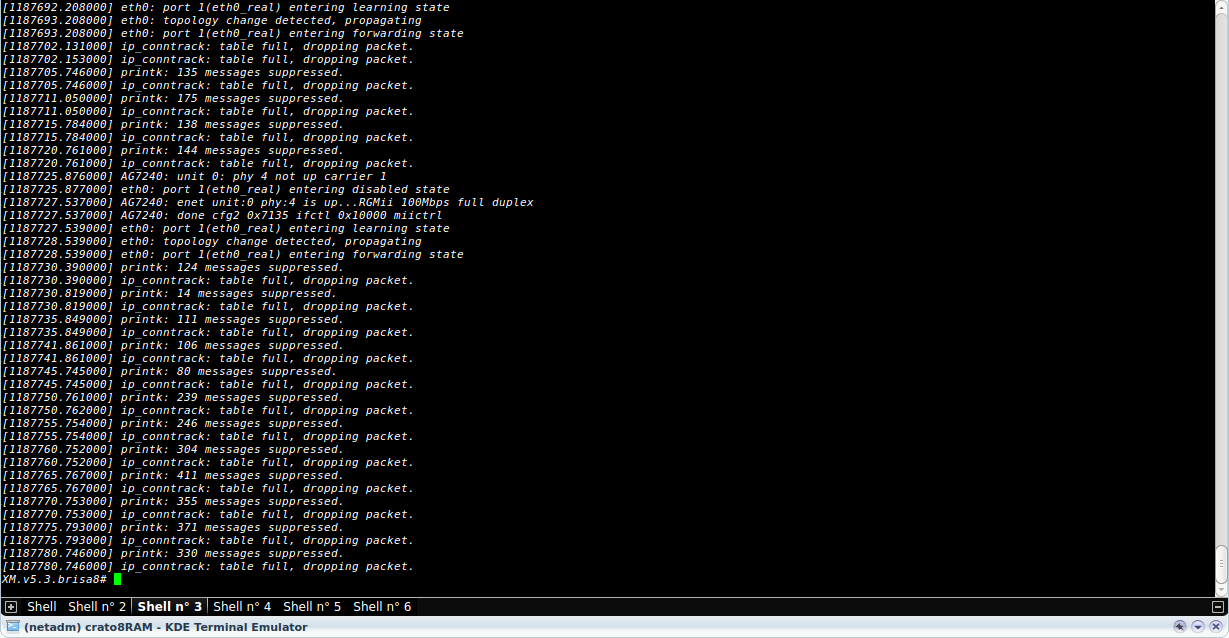 [1187692.208000] eth0: port 1(eth0_real) entering learning state
[1187693.208000] eth0: topology change detected, propagating
[1187693.208000] eth0: port 1(eth0_real) entering forwarding state
[1187702.131000] ip_conntrack: table full, dropping packet.
[1187702.153000] ip_conntrack: table full, dropping packet.
[1187705.746000] printk: 135 messages suppressed.
[1187705.746000] ip_conntrack: table full, dropping packet.
[1187711.050000] printk: 175 messages suppressed.
[1187711.050000] ip_conntrack: table full, dropping packet.
[1187715.784000] printk: 138 messages suppressed.
[1187715.784000] ip_conntrack: table full, dropping packet.
[1187720.761000] printk: 144 messages suppressed.
[1187720.761000] ip_conntrack: table full, dropping packet.
[1187725.876000] AG7240: unit 0: phy 4 not up carrier 1
[1187725.877000] eth0: port 1(eth0_real) entering disabled state
[1187727.537000] AG7240: enet unit:0 phy:4 is up...RGMii 100Mbps full duplex
[1187727.537000] AG7240: done cfg2 0x7135 ifctl 0x10000 miictrl
[1187727.539000] eth0: port 1(eth0_real) entering learning state
[1187728.539000] eth0: topology change detected, propagating
[1187728.539000] eth0: port 1(eth0_real) entering forwarding state
[1187730.390000] printk: 124 messages suppressed.
[1187730.390000] ip_conntrack: table full, dropping packet.
[1187730.819000] printk: 14 messages suppressed.
[1187730.819000] ip_conntrack: table full, dropping packet.
[1187735.849000] printk: 111 messages suppressed.
[1187735.849000] ip_conntrack: table full, dropping packet.
[1187741.861000] printk: 106 messages suppressed.
[1187741.861000] ip_conntrack: table full, dropping packet.
[1187745.745000] printk: 80 messages suppressed.
[1187745.745000] ip_conntrack: table full, dropping packet.
[1187750.761000] printk: 239 messages suppressed.
[1187750.762000] ip_conntrack: table full, dropping packet.
[1187755.754000] printk: 246 messages suppressed.
[1187755.754000] ip_conntrack: table full, dropping packet.
[1187760.752000] printk: 304 messages suppressed.
[1187760.752000] ip_conntrack: table full, dropping packet.
[1187765.767000] printk: 411 messages suppressed.
[1187765.767000] ip_conntrack: table full, dropping packet.
[1187770.753000] printk: 355 messages suppressed.
[1187770.753000] ip_conntrack: table full, dropping packet.
[1187775.793000] printk: 371 messages suppressed.
[1187775.793000] ip_conntrack: table full, dropping packet.
[1187780.746000] printk: 330 messages suppressed.
[1187780.746000] ip_conntrack: table full, dropping packet.
XM.v5.3.brisa8#
Shell Shell n° 2 Shell n° 3 Shell n° 4 Shell n° 5 Shell n° 6
(netadm) crato8RAM - KDE Terminal Emulator